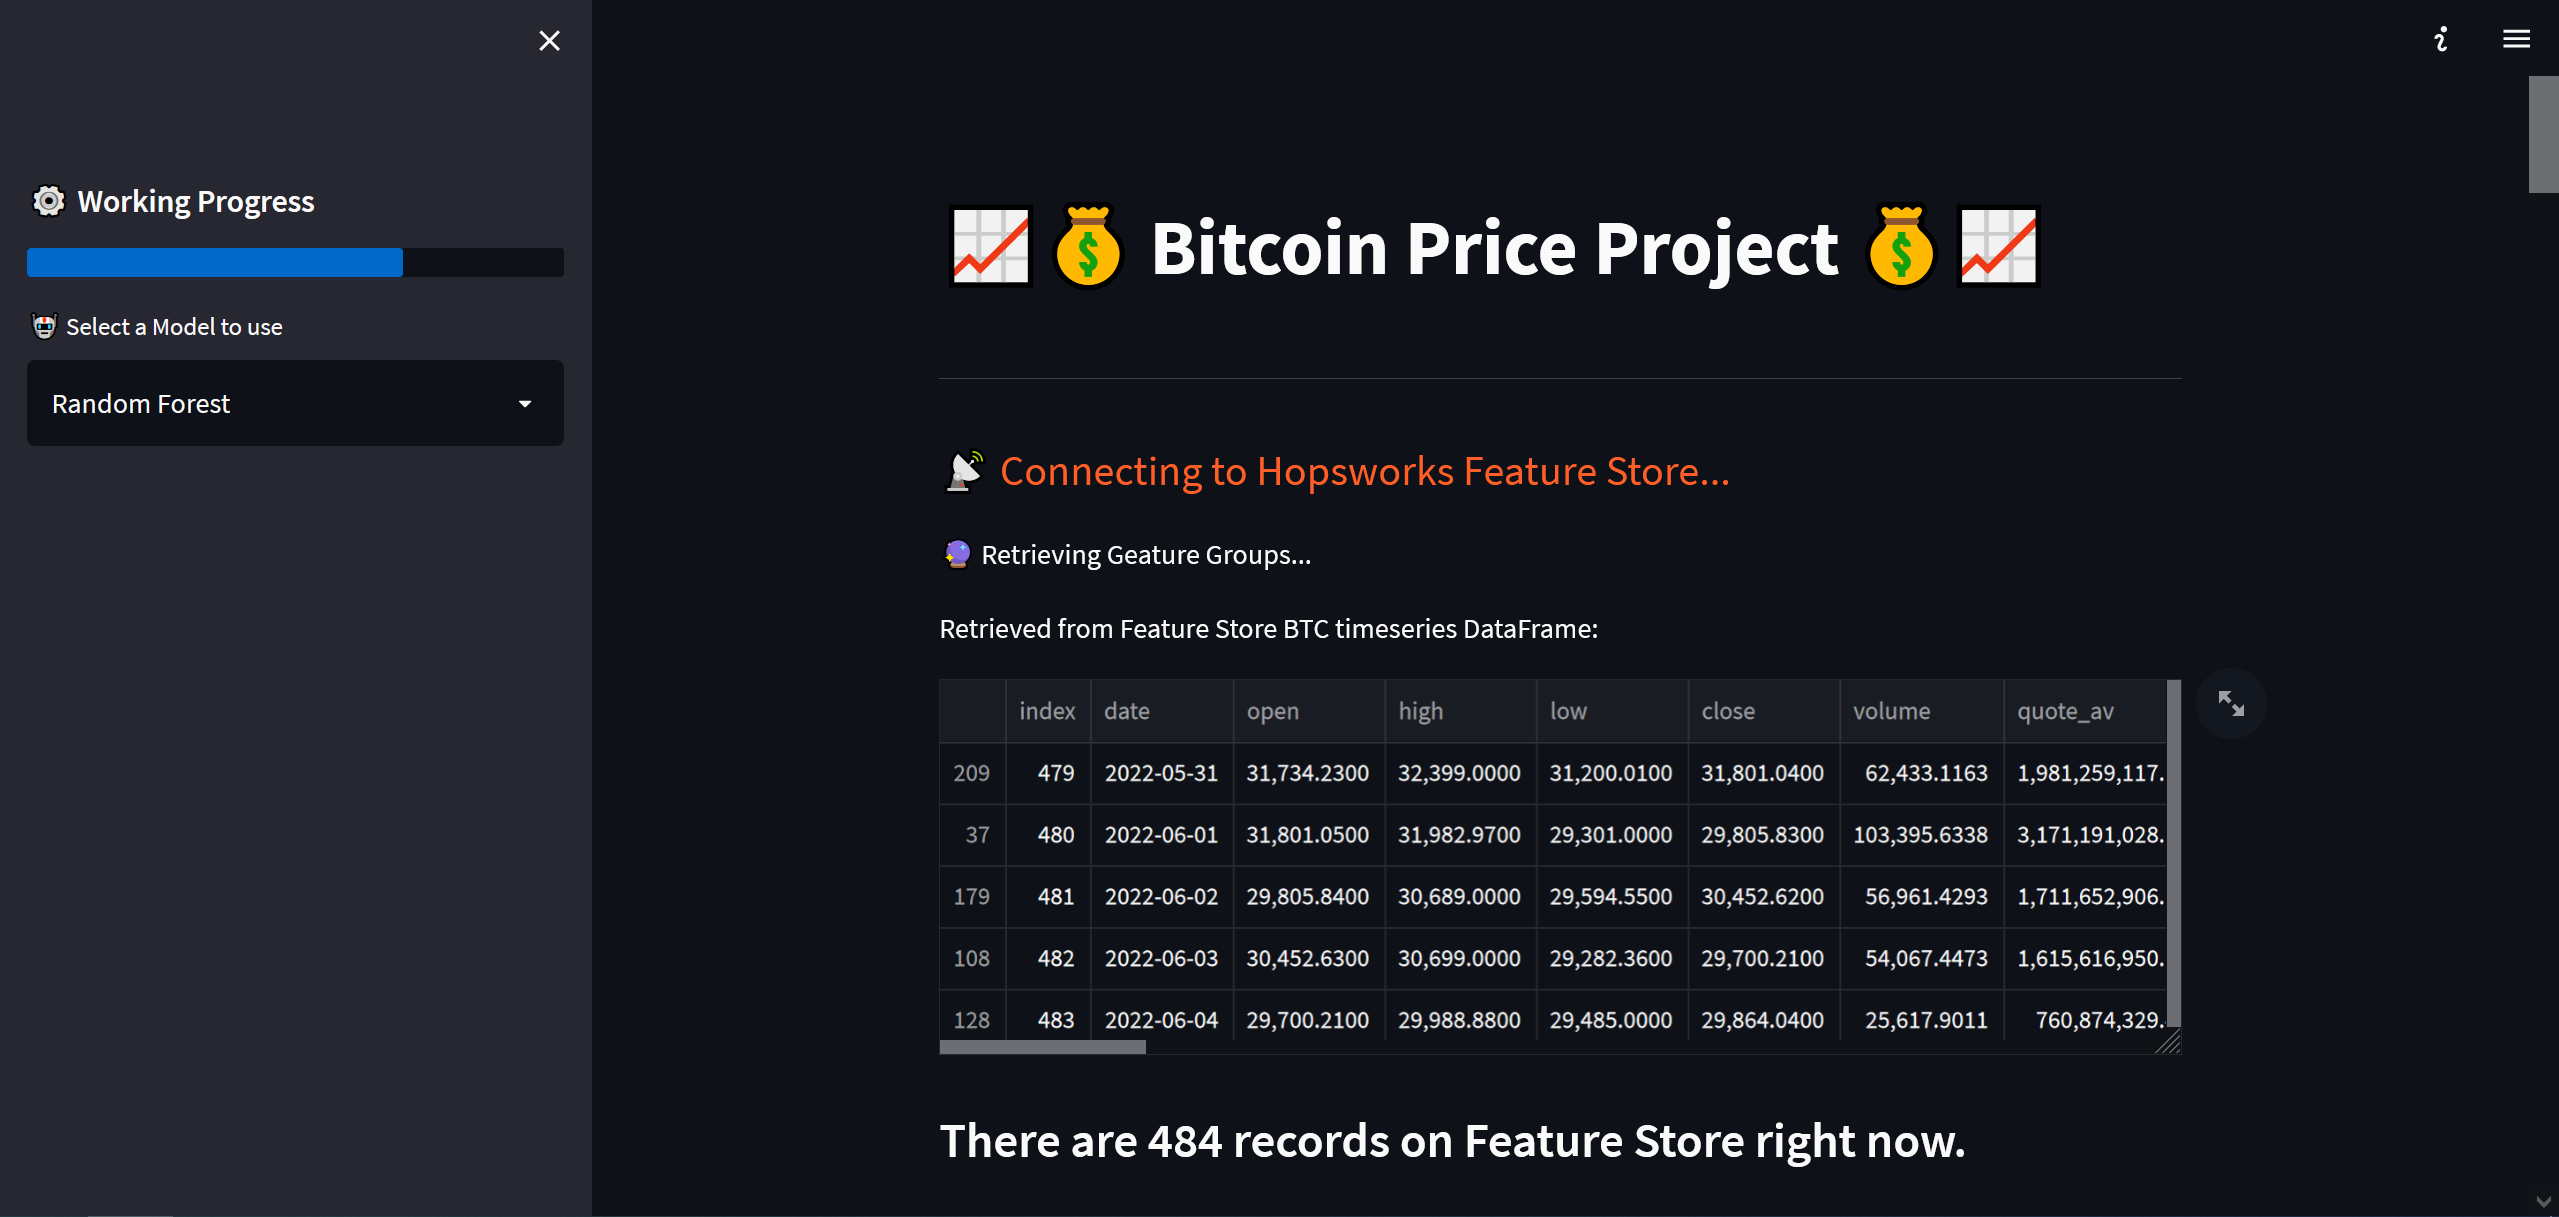 Working Progress
Select a Model to use
Random Forest
Bitcoin Price Project
Connecting to Hopsworks Feature Store...
Retrieving Geature Groups...
Retrieved from Feature Store BTC timeseries DataFrame:
index date open high low close volume quote_av
209 479 2022-05-31 31,734.2300 32,399.0000 31,200.0100 31,801.0400 62,433.1163 1,981,259,117.
37 480 2022-06-01 31,801.0500 31,982.9700 29,301.0000 29,805.8300 103,395.6338 3,171,191,028.
179 481 2022-06-02 29,805.8400 30,689.0000 29,594.5500 30,452.6200 56,961.4293 1,711,652,906.
108 482 2022-06-03 30,452.6300 30,699.0000 29,282.3600 29,700.2100 54,067.4473 1,615,616,950.
128 483 2022-06-04 29,700.2100 29,988.8800 29,485.0000 29,864.0400 25,617.9011 760,874,329.
There are 484 records on Feature Store right now.